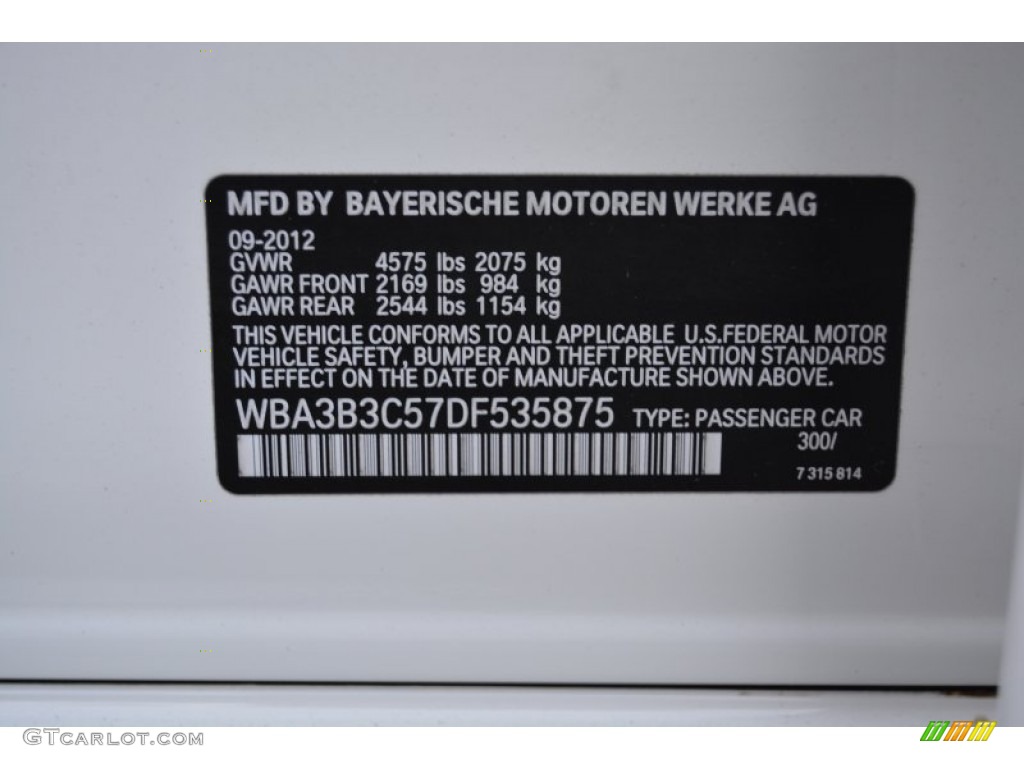 MFD BY BAYERISCHE MOTOREN WERKE AG
09-2012
GVWR 4575 lbs 2075 kg
GAWR FRONT 2169 lbs 984 kg
GAWR REAR 2544 lbs 1154 kg
THIS VEHICLE CONFORMS TO ALL APPLICABLE U.S.FEDERAL MOTOR
VEHICLE SAFETY, BUMPER AND THEFT PREVENTION STANDARDS
IN EFFECT ON THE DATE OF MANUFACTURE SHOWN ABOVE.
WBA3B3C57DF535875 TYPE: PASSENGER CAR
300/
7 315 814
GTCARLOT.COM